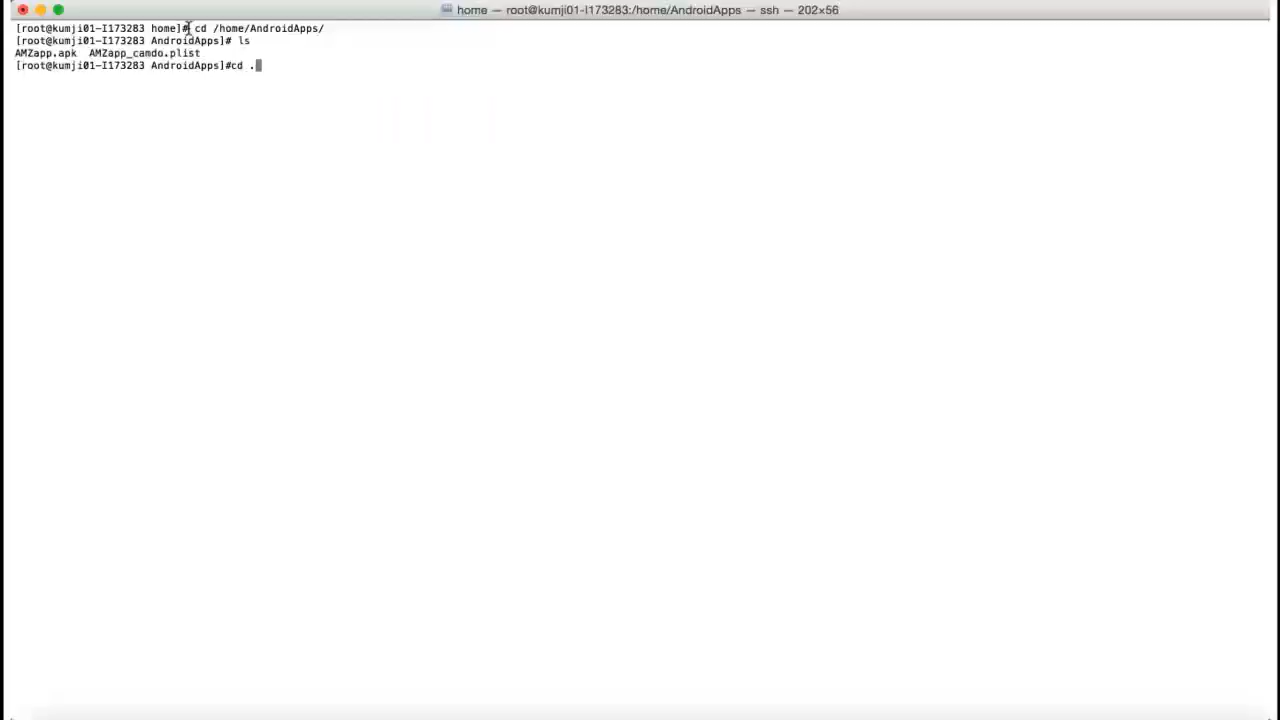 home — root@kumji01-I173283:/home/AndroidApps — ssh — 202×56
[root@kumji01-I173283 home]# cd /home/AndroidApps/
[root@kumji01-I173283 AndroidApps]# ls
AMZapp.apk  AMZapp_camdo.plist
[root@kumji01-I173283 AndroidApps]#cd .